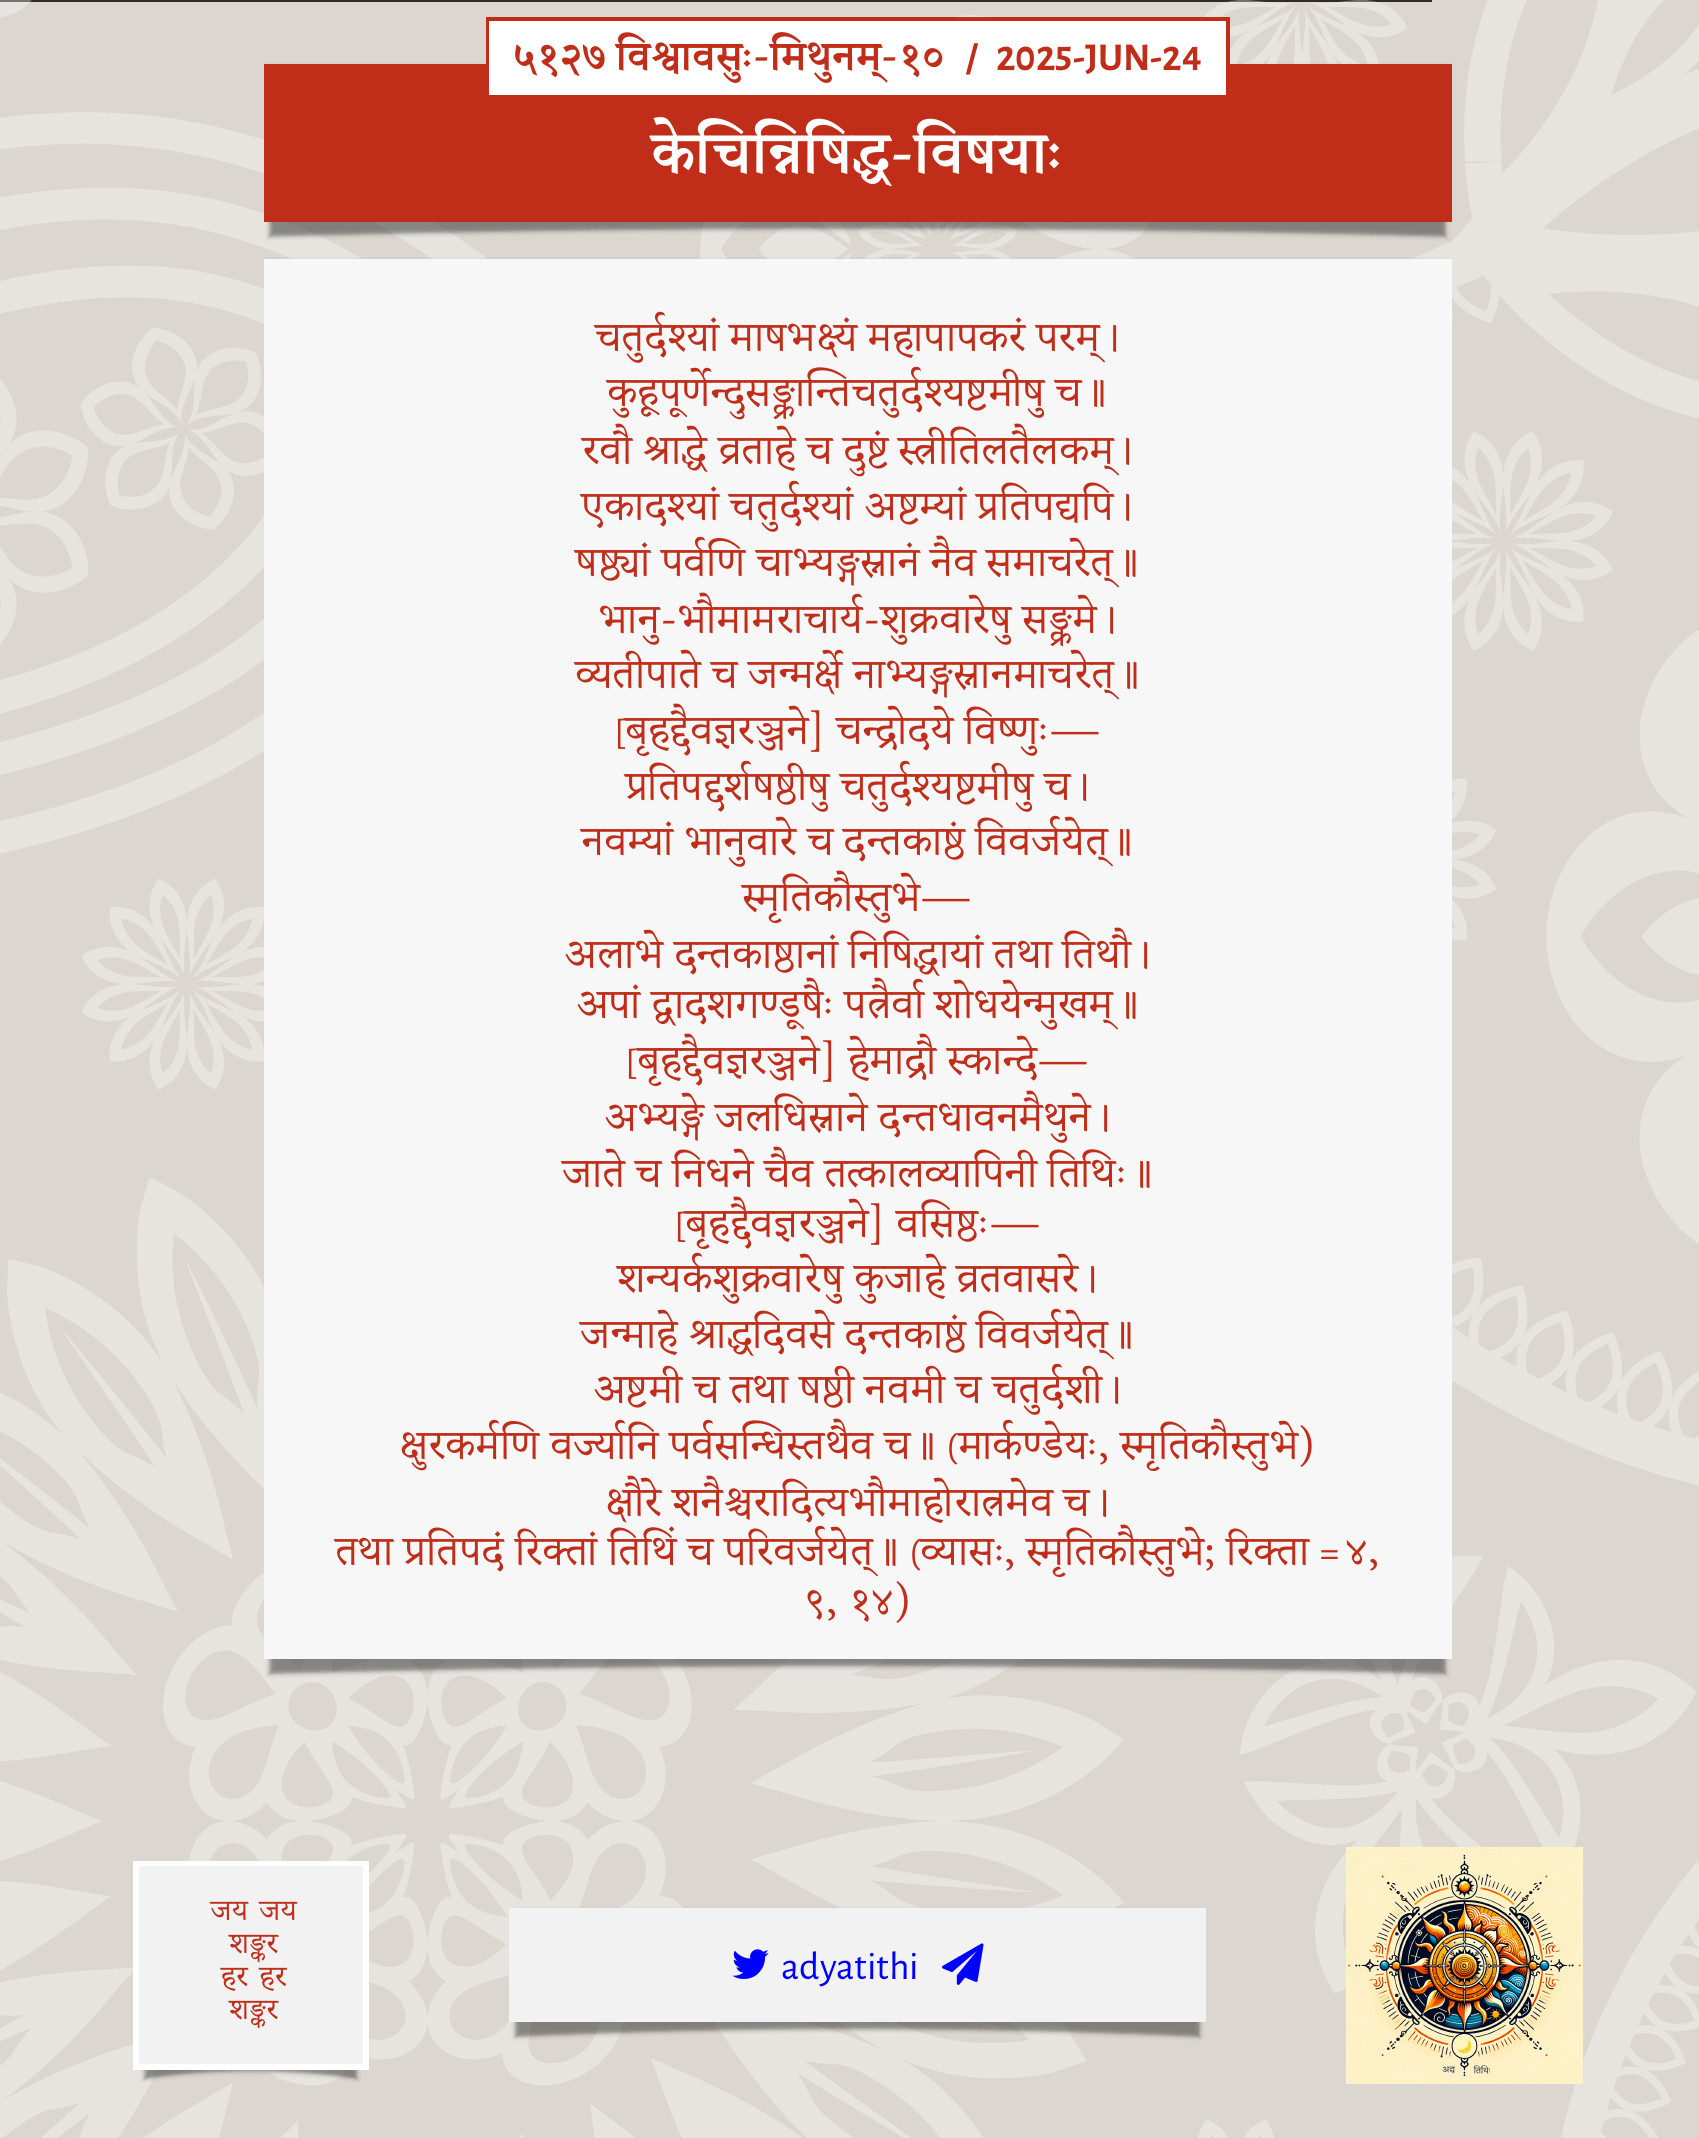 ५१२७ विश्वावसुः-मिथुनम्-१० / 2025-JUN-24
केचिन्निषिद्ध-विषयाः
चतुर्दश्यां माषभक्ष्यं महापापकरं परम्।
कुहूपूर्णेन्दुसङ्क्रान्तिचतुर्दश्यष्टमीषु च॥
रवौ श्राद्धे व्रताहे च दुष्टं स्त्रीतिलतैलकम्।
एकादश्यां चतुर्दश्यां अष्टम्यां प्रतिपद्यपि।
षष्ठ्यां पर्वणि चाभ्यङ्गस्नानं नैव समाचरेत्॥
भानु-भौमामराचार्य-शुक्रवारेषु सङ्क्रमे।
व्यतीपाते च जन्मर्क्षे नाभ्यङ्गस्नानमाचरेत्॥
[बृहद्दैवज्ञरञ्जने] चन्द्रोदये विष्णुः—
प्रतिपद्दर्शषष्ठीषु चतुर्दश्यष्टमीषु च।
नवम्यां भानुवारे च दन्तकाष्ठं विवर्जयेत्॥
स्मृतिकौस्तुभे—
अलाभे दन्तकाष्ठानां निषिद्धायां तथा तिथौ।
अपां द्वादशगण्डूषैः पत्रैर्वा शोधयेन्मुखम्॥
[बृहद्दैवज्ञरञ्जने] हेमाद्रौ स्कान्दे—
अभ्यङ्गे जलधिस्नाने दन्तधावनमैथुने।
जाते च निधने चैव तत्कालव्यापिनी तिथिः॥
[बृहद्दैवज्ञरञ्जने] वसिष्ठः—
शन्यर्कशुक्रवारेषु कुजाहे व्रतवासरे।
जन्माहे श्राद्धदिवसे दन्तकाष्ठं विवर्जयेत्॥
अष्टमी च तथा षष्ठी नवमी च चतुर्दशी।
क्षुरकर्मणि वर्ज्यानि पर्वसन्धिस्तथैव च॥ (मार्कण्डेयः, स्मृतिकौस्तुभे)
क्षौरे शनैश्चरादित्यभौमाहोरात्रमेव च।
तथा प्रतिपदं रिक्तां तिथिं च परिवर्जयेत्॥ (व्यासः, स्मृतिकौस्तुभे; रिक्ता = ४,
९, १४)
जय जय
शङ्कर
हर हर
शङ्कर
adyatithi
अद्य तिथिः